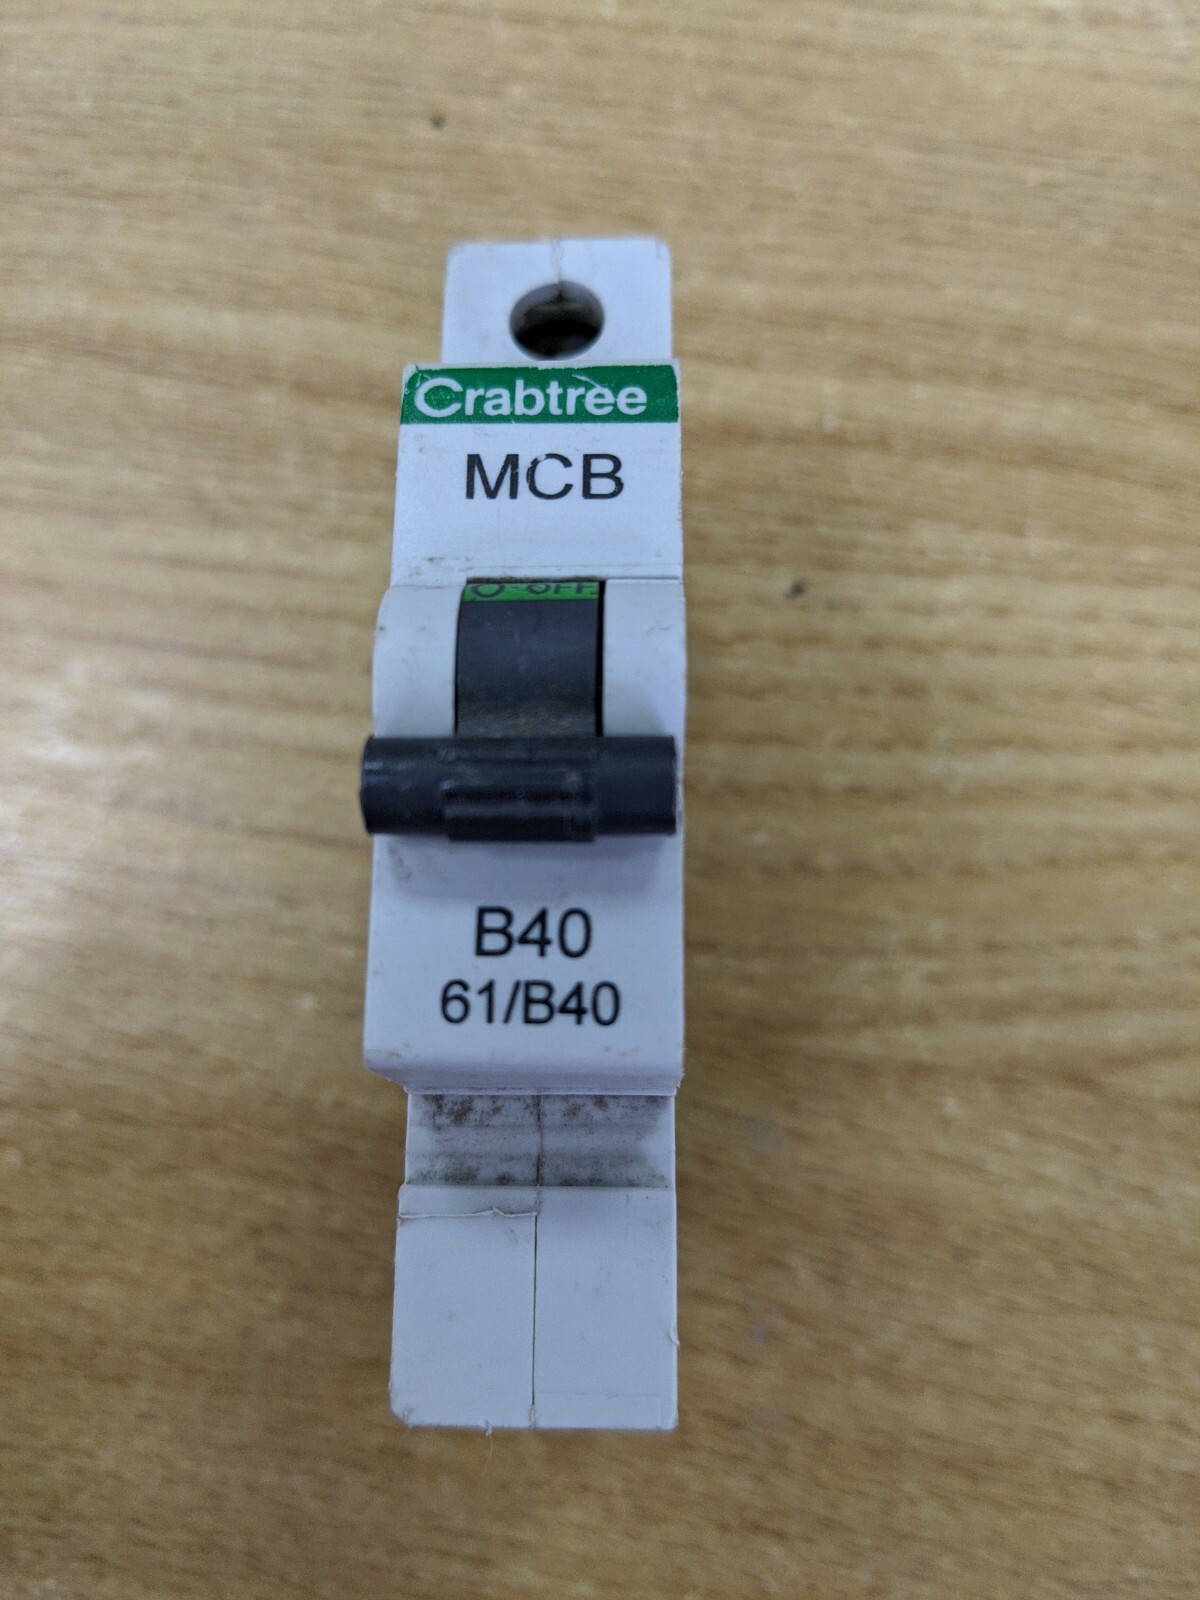 Crabtree
MCB
O-OFF
B40
61/B40